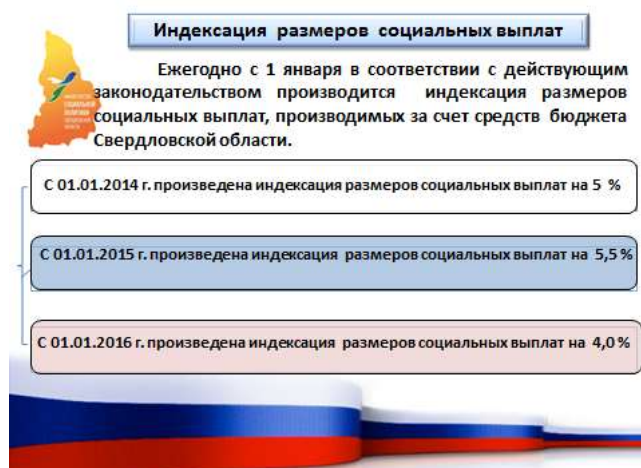 Индексация размеров социальных выплат
Ежегодно с 1 января в соответствии с действующим
законодательством производится индексация размеров
социальных выплат, производимых за счет средств бюджета
Свердловской области.
СОЦИАЛЬНОЙ
ПОЛИТИКИ
С 01.01.2014 г. произведена индексация размеров социальных выплат на 5 %
С 01.01.2015 г. произведена индексация размеров социальных выплат на 5,5 %
С 01.01.2016 г. произведена индексация размеров социальных выплат на 4,0 %